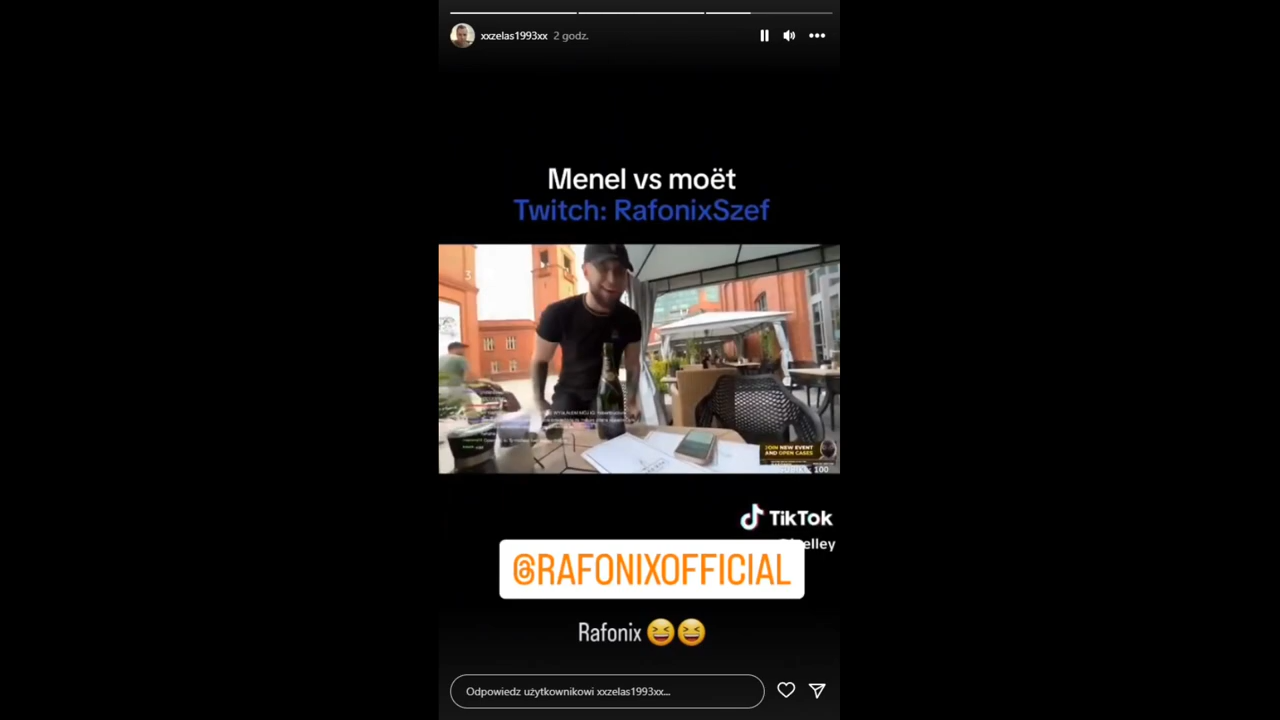 xxzelas1993xx 2 godz.
Menel vs moët
Twitch: RafonixSzef
JOIN NEW EVENT
AND OPEN CASES
100
TikTok
@RAFONIXOFFICIAL
Rafonix 😆😆
Odpowiedz użytkownikowi xxzelas1993xx...